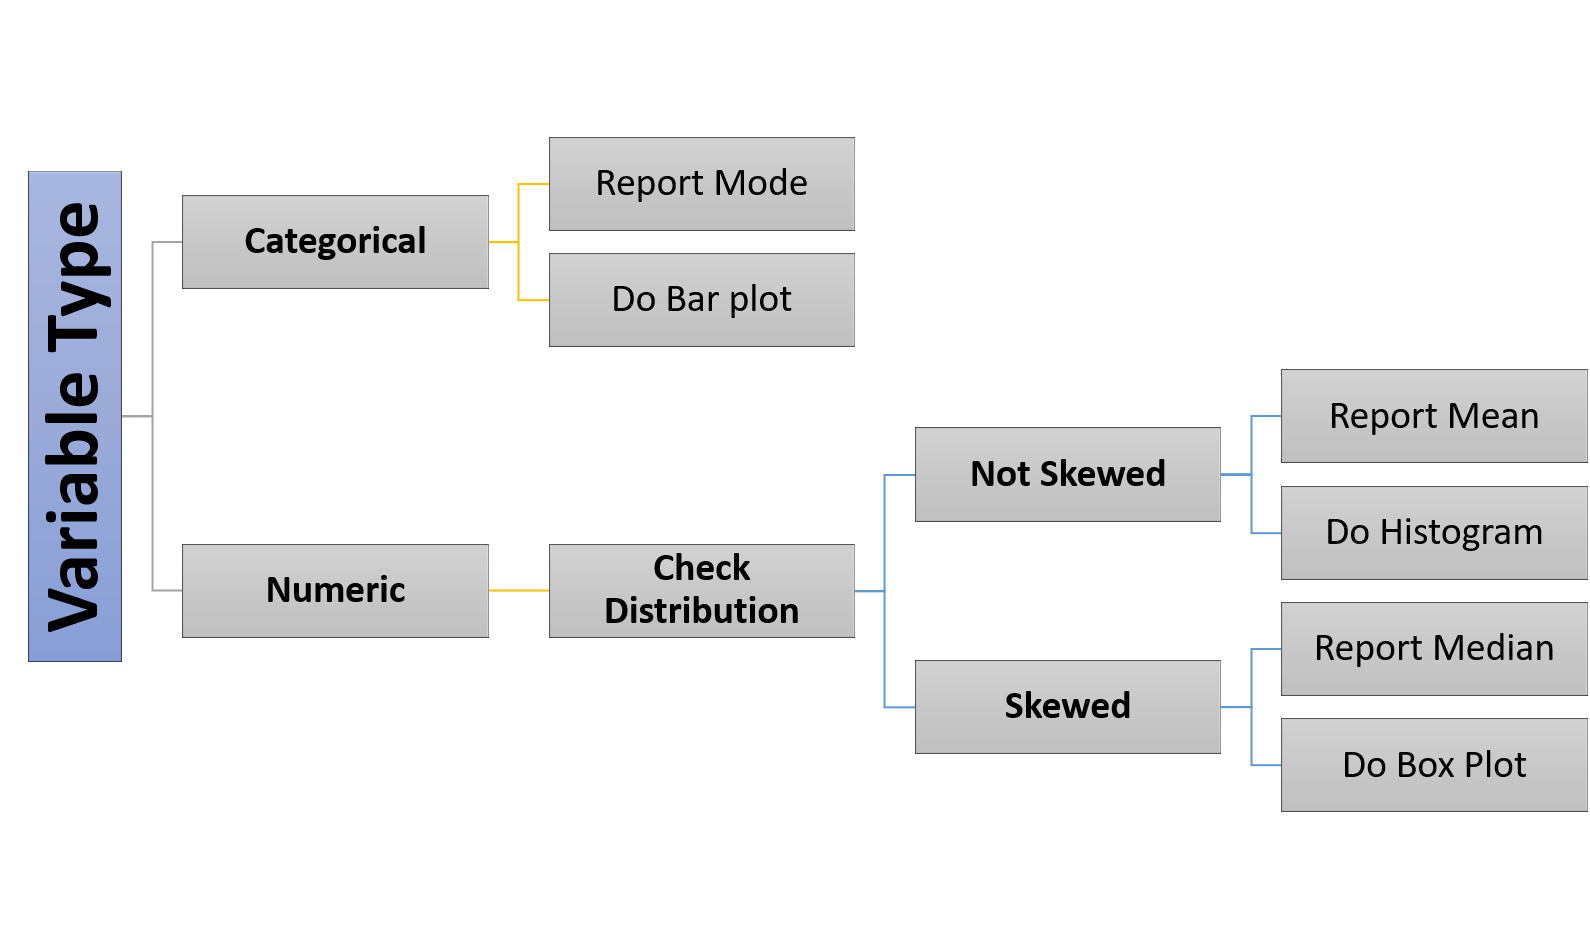 Variable Type
Categorical
Report Mode
Do Bar plot
Numeric
Check
Distribution
Not Skewed
Report Mean
Do Histogram
Skewed
Report Median
Do Box Plot